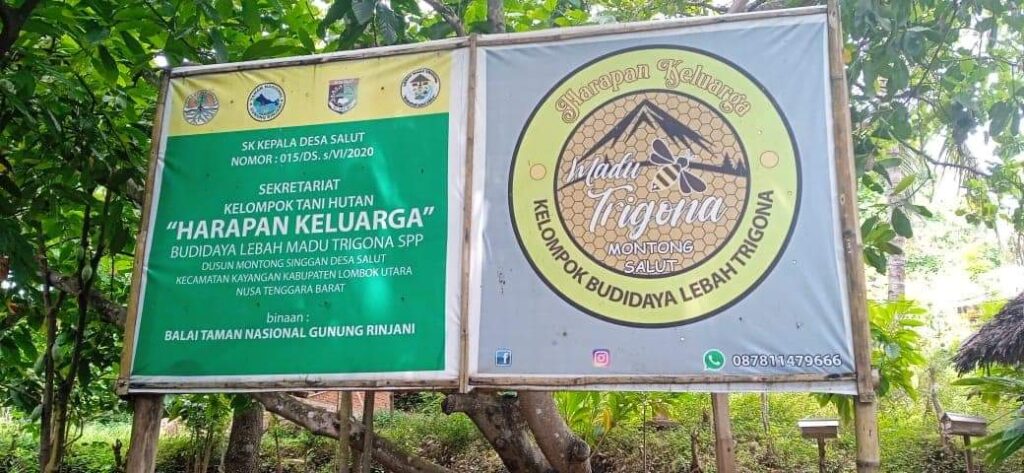 SK KEPALA DESA SALUT
NOMOR : 015/DS. s/VI/2020
SEKRETARIAT
KELOMPOK TANI HUTAN
“HARAPAN KELUARGA”
BUDIDAYA LEBAH MADU TRIGONA SPP
DUSUN MONTONG SINGGAN DESA SALUT
KECAMATAN KAYANGAN KABUPATEN LOMBOK UTARA
NUSA TENGGARA BARAT
binaan :
BALAI TAMAN NASIONAL GUNUNG RINJANI
Harapan Keluarga
Madu
Trigona
MONTONG
SALUT
KELOMPOK BUDIDAYA LEBAH TRIGONA
087811479666